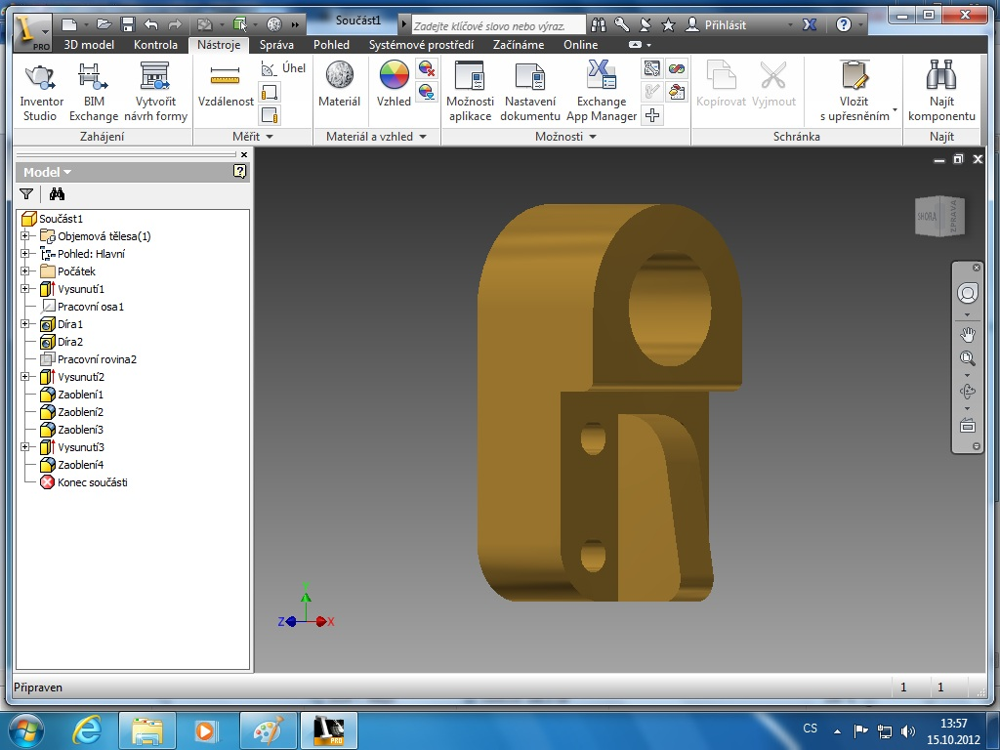 PRO
Součást1
Zadejte klíčové slovo nebo výraz.
Přihlásit
3D model Kontrola Nástroje Správa Pohled Systémové prostředí Začínáme Online
Inventor Studio
BIM Exchange
Vytvořit návrh formy
Vzdálenost
Úhel
Materiál
Vzhled
Možnosti aplikace
Nastavení dokumentu
Exchange App Manager
Kopírovat
Vyjmout
Vložit s upřesněním
Najít komponentu
Zahájení
Měřit
Materiál a vzhled
Možnosti
Schránka
Najít
Model
Součást1
Objemová tělesa(1)
Pohled: Hlavní
Počátek
Vysunutí1
Pracovní osa1
Díra1
Díra2
Pracovní rovina2
Vysunutí2
Zaoblení1
Zaoblení2
Zaoblení3
Vysunutí3
Zaoblení4
Konec součásti
SHORA
ZPRAVA
Y
Z
X
Připraven
1
1
PRO
CS
13:57
15.10.2012